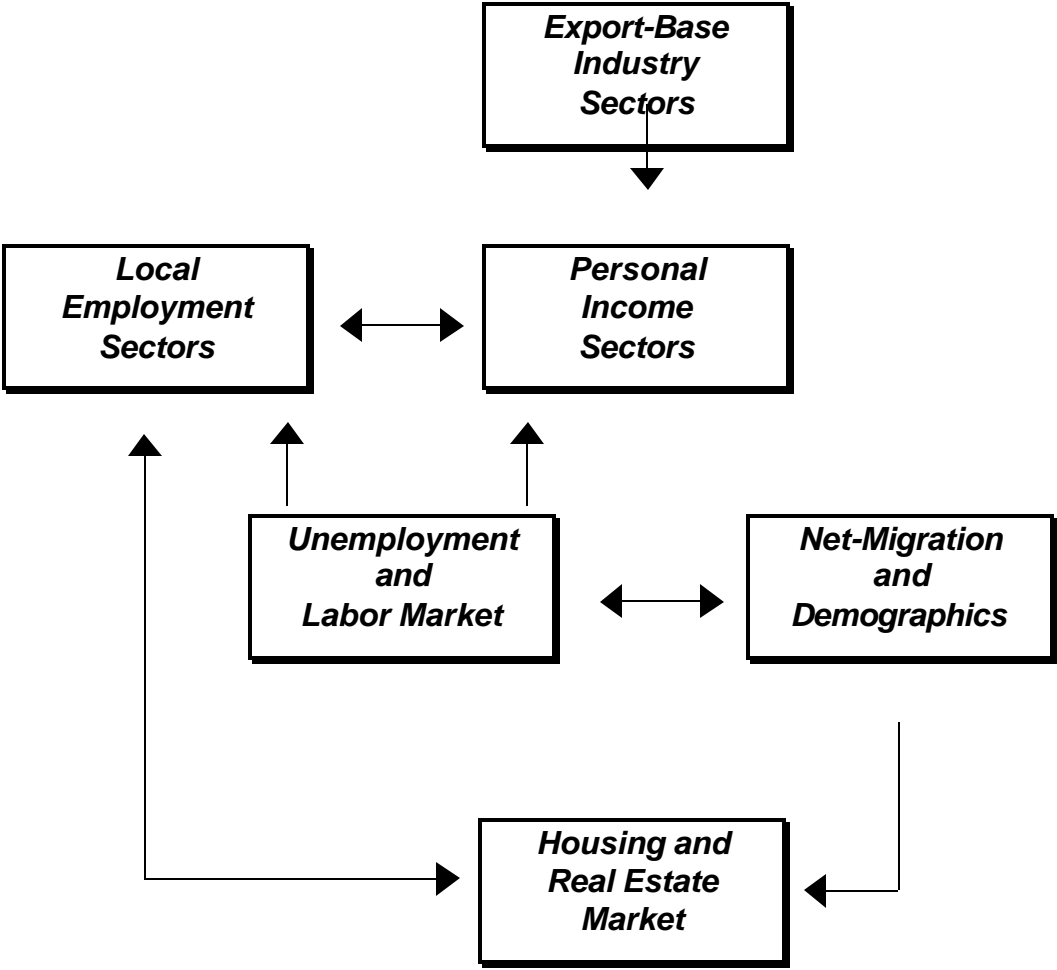 Export-Base
Industry
Sectors
Local
Employment
Sectors
Personal
Income
Sectors
Unemployment
and
Labor Market
Net-Migration
and
Demographics
Housing and
Real Estate
Market